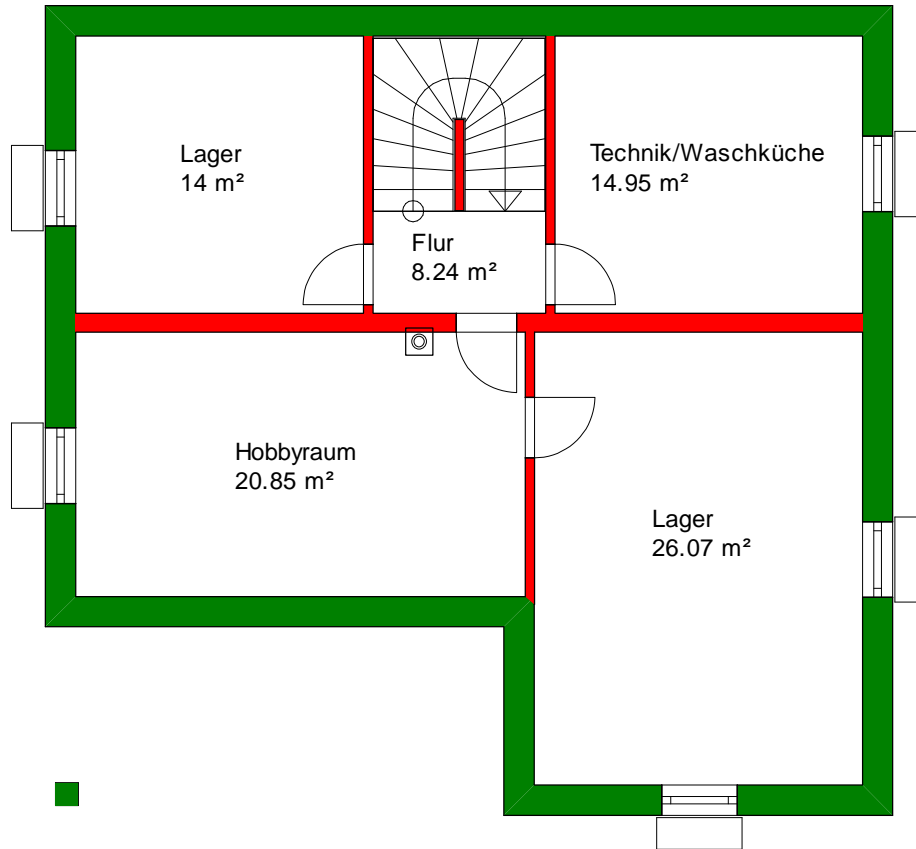 Lager
14 m²
Technik/Waschküche
14.95 m²
Flur
8.24 m²
Hobbyraum
20.85 m²
Lager
26.07 m²